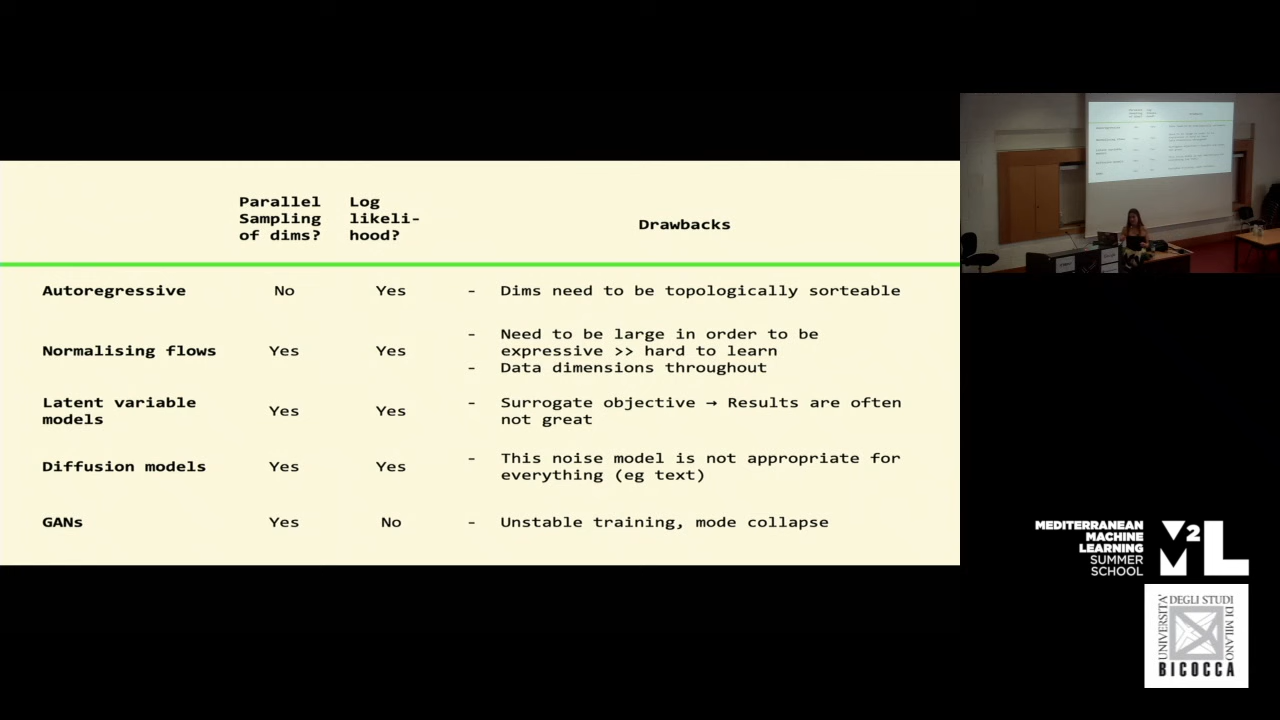 Parallel
Sampling
of dims?
Log
likeli-
hood?
Drawbacks
Autoregressive No Yes - Dims need to be topologically sorteable
Normalising flows Yes Yes - Need to be large in order to be
expressive >> hard to learn
- Data dimensions throughout
Latent variable
models Yes Yes - Surrogate objective → Results are often
not great
Diffusion models Yes Yes - This noise model is not appropriate for
everything (eg text)
GANs Yes No - Unstable training, mode collapse
MEDITERRANEAN
MACHINE
LEARNING
SUMMER
SCHOOL
M2L
UNIVERSITÀ
DEGLI STUDI
DI MILANO
BICOCCA